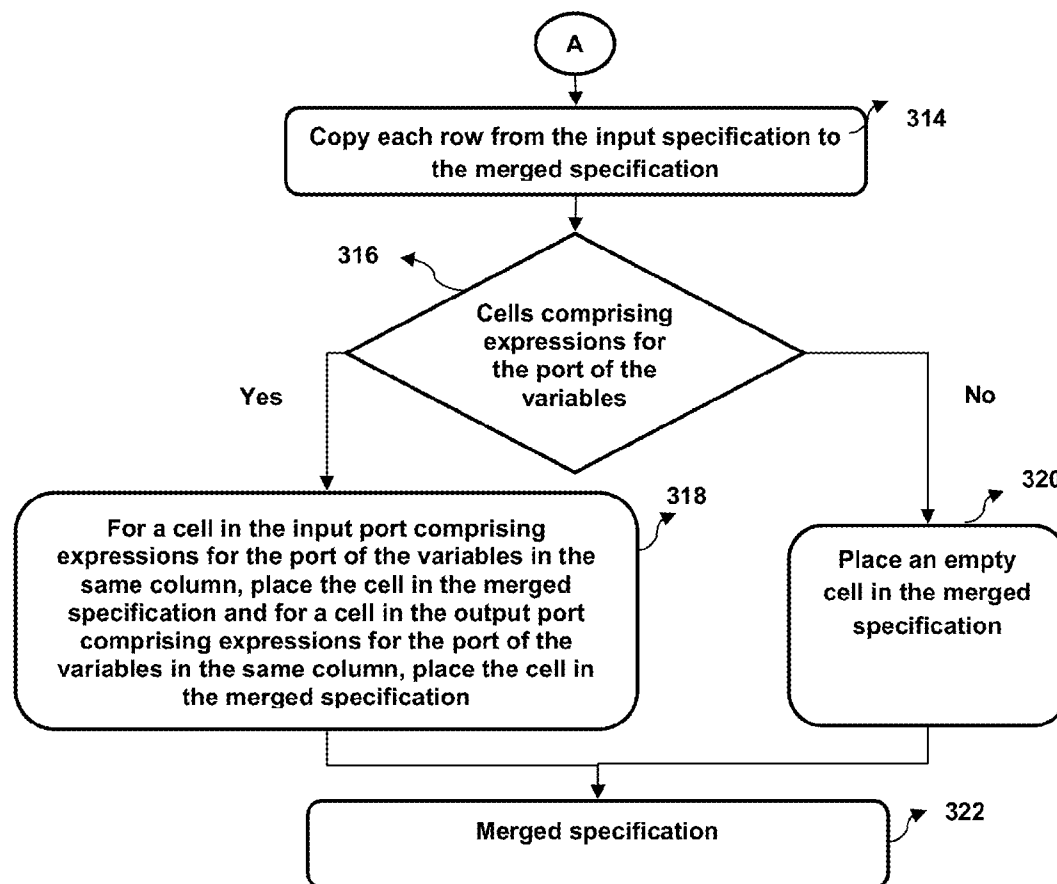 A
Copy each row from the input specification to
the merged specification
314
316
Cells comprising
expressions for
the port of the
variables
Yes
No
318
320
For a cell in the input port comprising
expressions for the port of the variables in the
same column, place the cell in the merged
specification and for a cell in the output port
comprising expressions for the port of the
variables in the same column, place the cell in
the merged specification
Place an empty
cell in the merged
specification
Merged specification
322